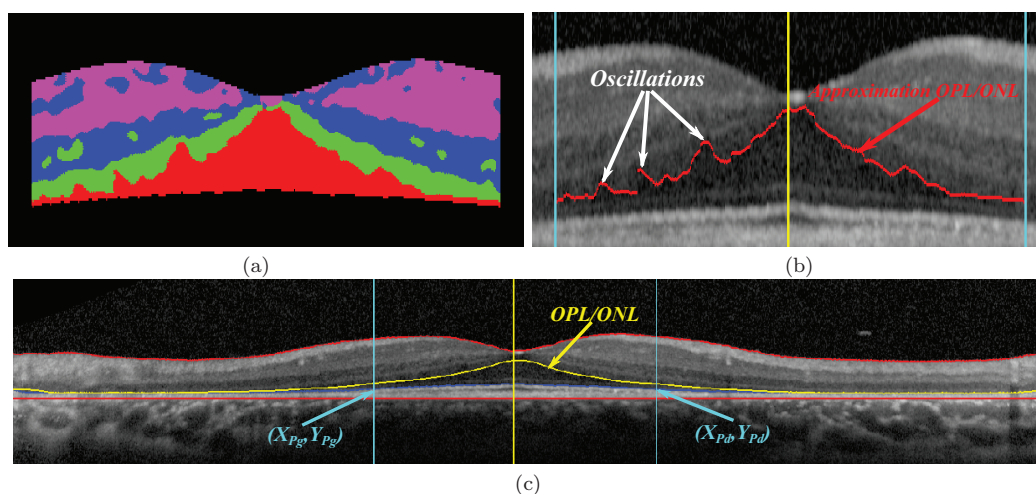 Oscillations
Approximation OPL/ONL
(a)
(b)
OPL/ONL
(XPg,YPg)
(XPd,YPd)
(c)